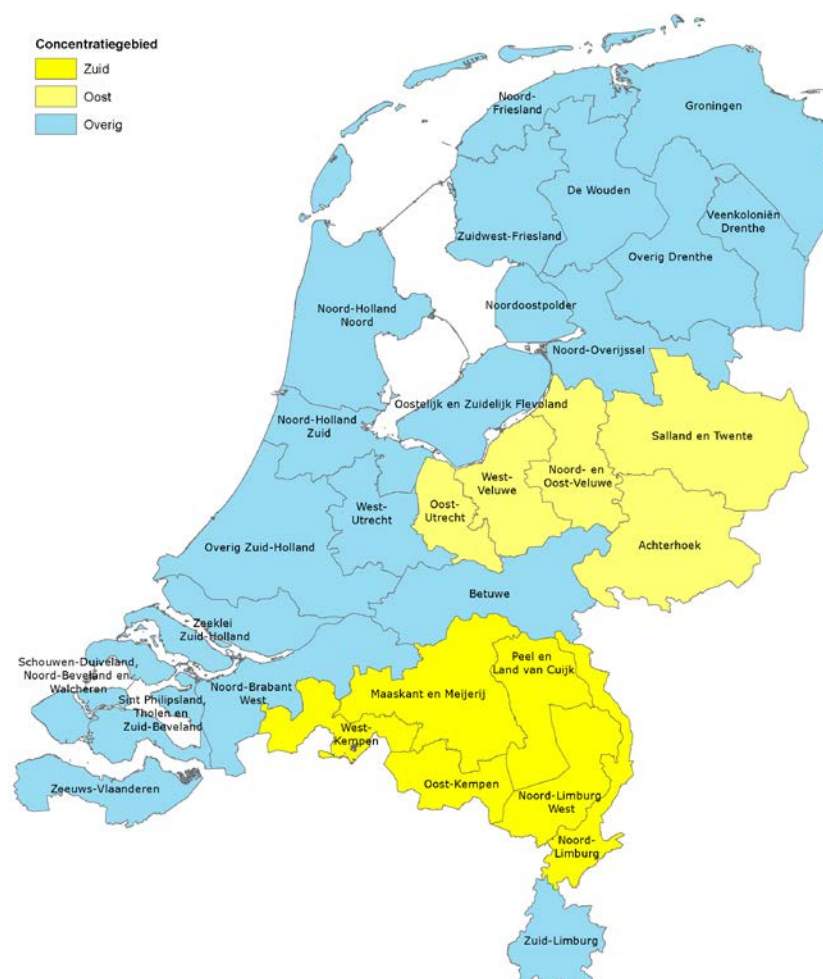 Concentratiegebied
Zuid
Oost
Overig
Noord-
Friesland
Groningen
De Wouden
Veenkoloniën
Drenthe
Zuidwest-Friesland
Overig Drenthe
Noord-Holland
Noord
Noordoostpolder
Noord-Overijssel
Oostelijk en Zuidelijk Flevoland
Noord-Holland
Zuid
Salland en Twente
West-
Veluwe
Noord- en
Oost-Veluwe
Oost-
Utrecht
West-
Utrecht
Overig Zuid-Holland
Achterhoek
Betuwe
Zeeklei
Zuid-Holland
Schouwen-Duiveland,
Noord-Beveland en
Walcheren
Peel en
Land van Cuijk
Noord-Brabant
West
Maaskant en Meijerij
Sint Philipsland,
Tholen en
Zuid-Beveland
West-
Kempen
Oost-Kempen
Zeeuws-Vlaanderen
Noord-Limburg
West
Noord-
Limburg
Zuid-Limburg